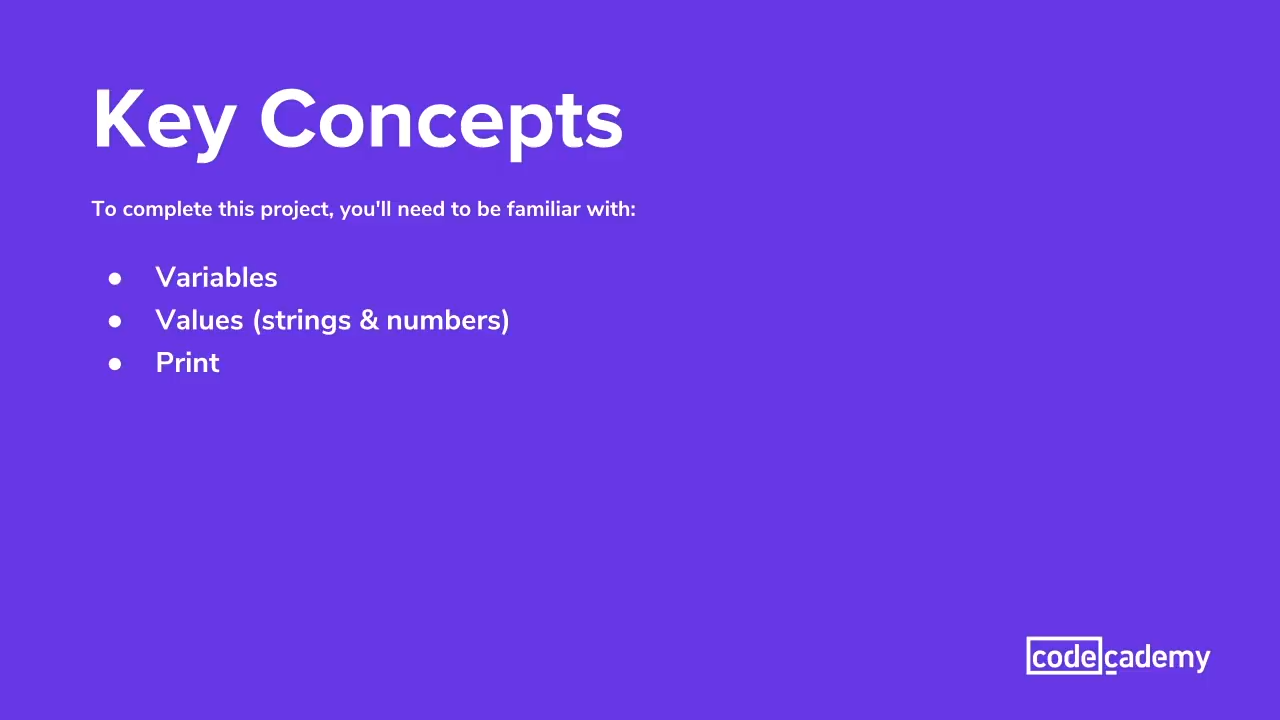 Key Concepts
To complete this project, you'll need to be familiar with:
● Variables
● Values (strings & numbers)
● Print
codecademy